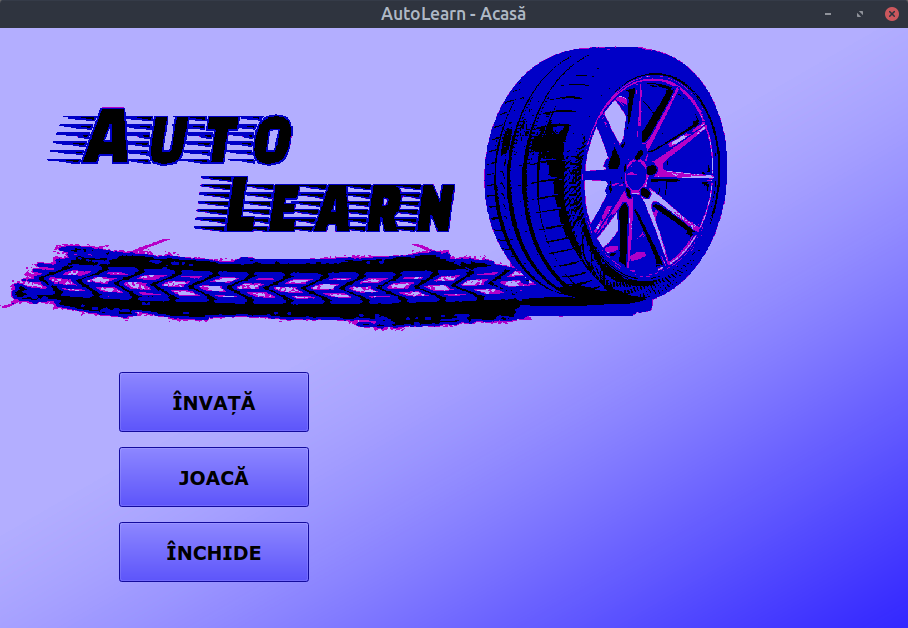 AutoLearn - Acasă
AUTO
LEARN
ÎNVAȚĂ
JOACĂ
ÎNCHIDE